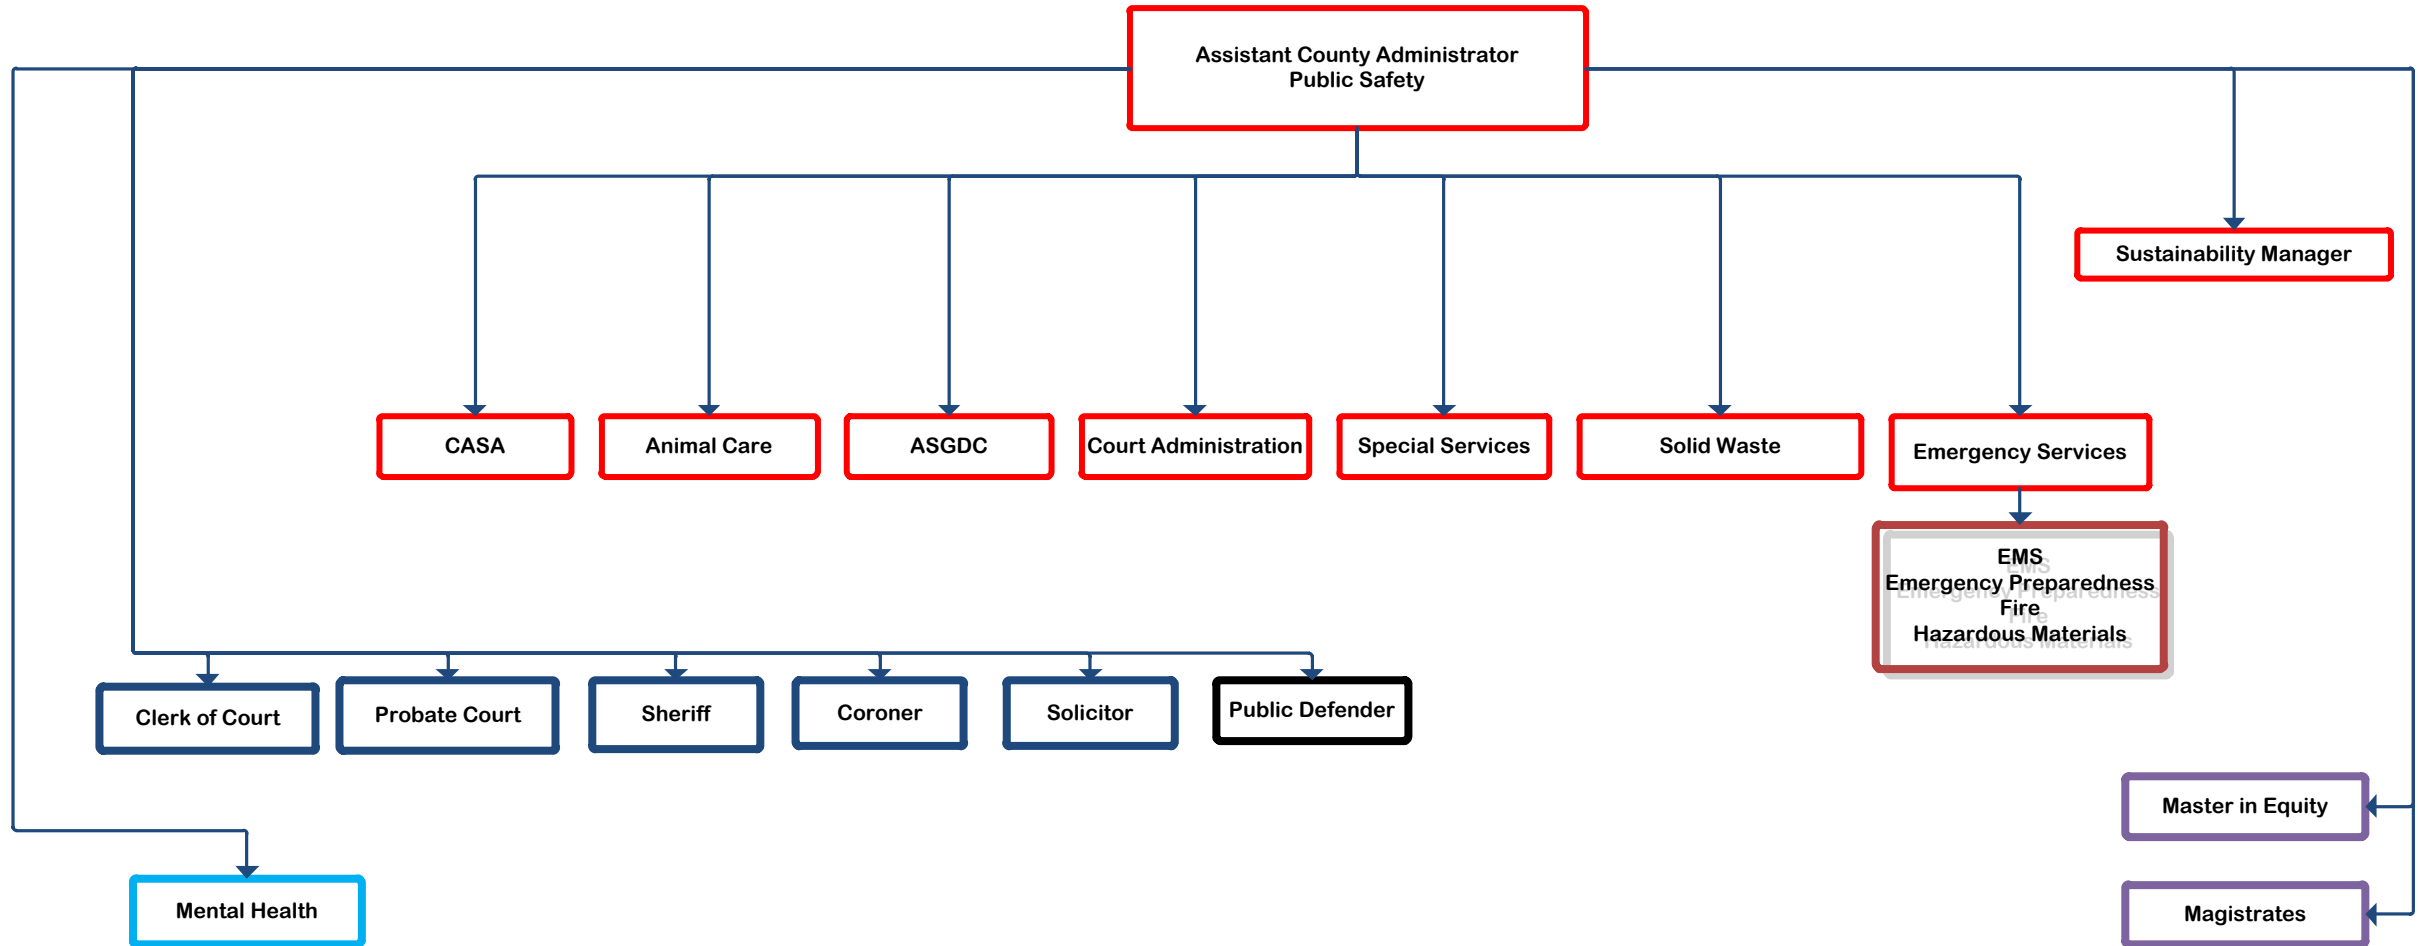 Assistant County Administrator
Public Safety
Sustainability Manager
CASA
Animal Care
ASGDC
Court Administration
Special Services
Solid Waste
Emergency Services
EMS
Emergency Preparedness
Fire
Hazardous Materials
Clerk of Court
Probate Court
Sheriff
Coroner
Solicitor
Public Defender
Master in Equity
Mental Health
Magistrates